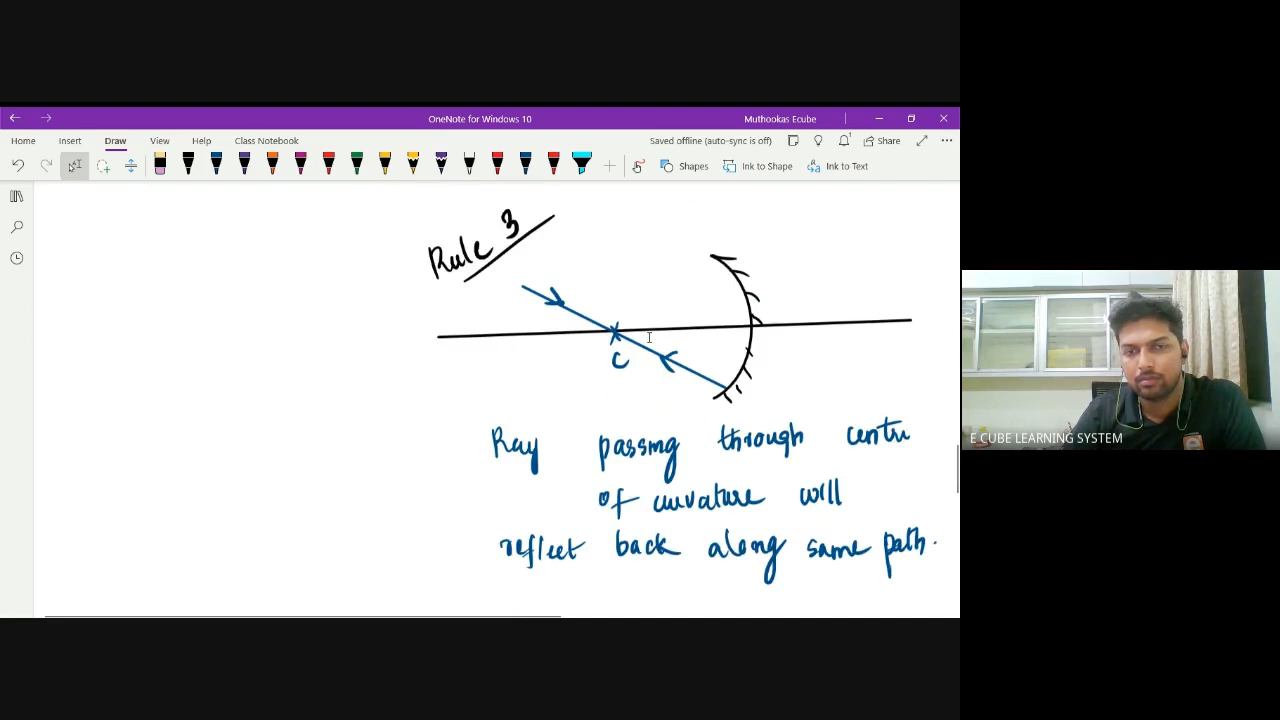 OneNote for Windows 10
Muthookas Ecube
Home Insert Draw View Help Class Notebook
Saved offline (auto-sync is off)
1
Share
Shapes
Ink to Shape
Ink to Text
Rule 3
C
Ray passing through centre
of curvature will
reflect back along same path.
E CUBE LEARNING SYSTEM